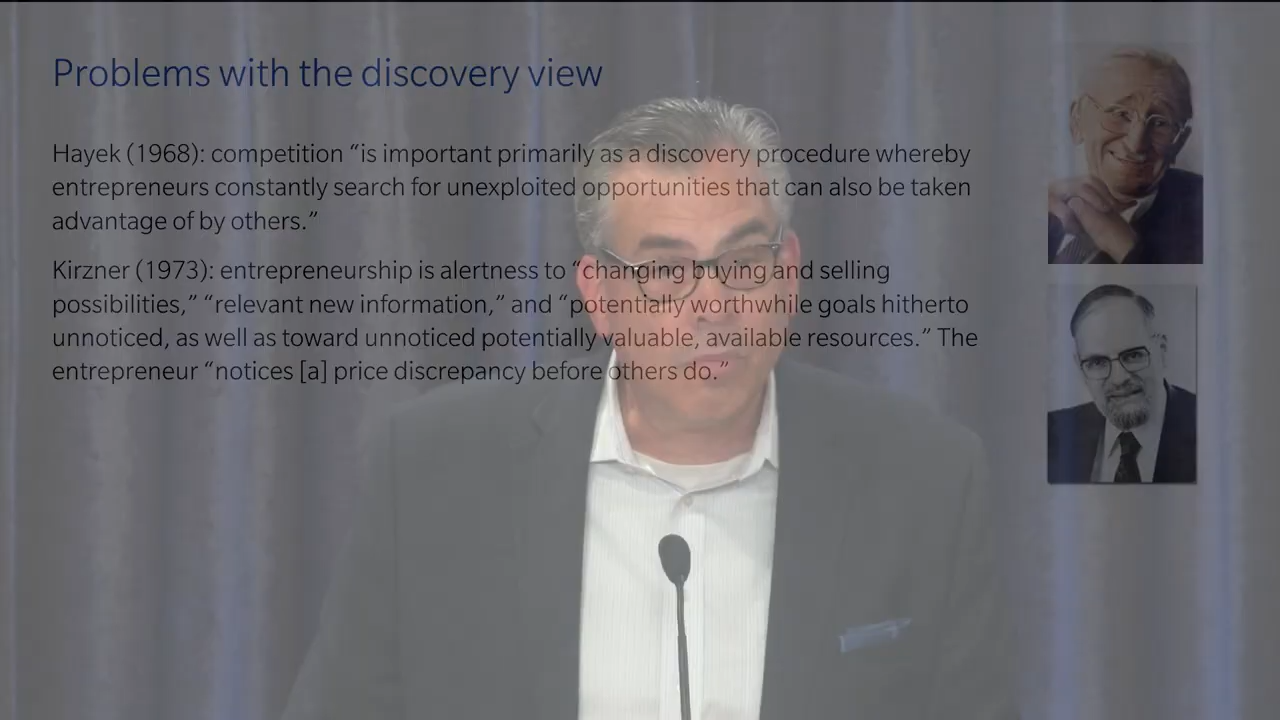 Problems with the discovery view
Hayek (1968): competition “is important primarily as a discovery procedure whereby
entrepreneurs constantly search for unexploited opportunities that can also be taken
advantage of by others.”
Kirzner (1973): entrepreneurship is alertness to “changing buying and selling
possibilities,” “relevant new information,” and “potentially worthwhile goals hitherto
unnoticed, as well as toward unnoticed potentially valuable, available resources.” The
entrepreneur “notices [a] price discrepancy before others do.”